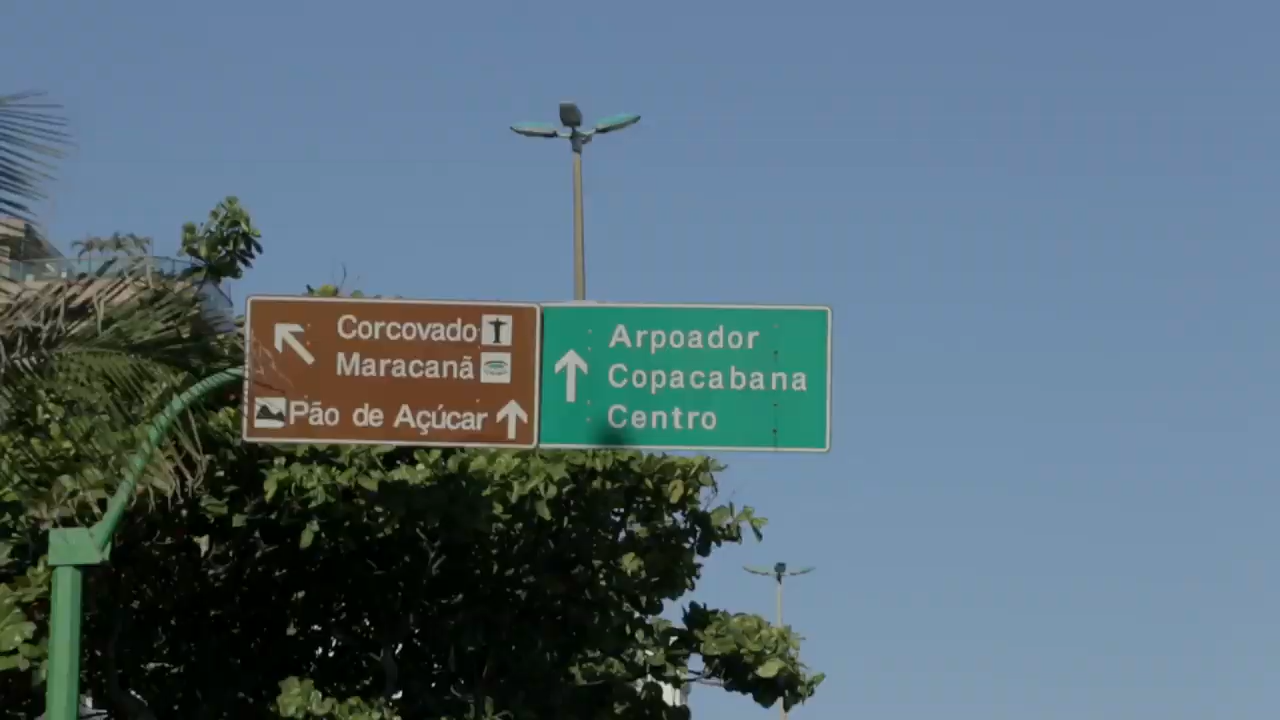 Corcovado
Maracanã
Pão de Açúcar
Arpoador
Copacabana
Centro